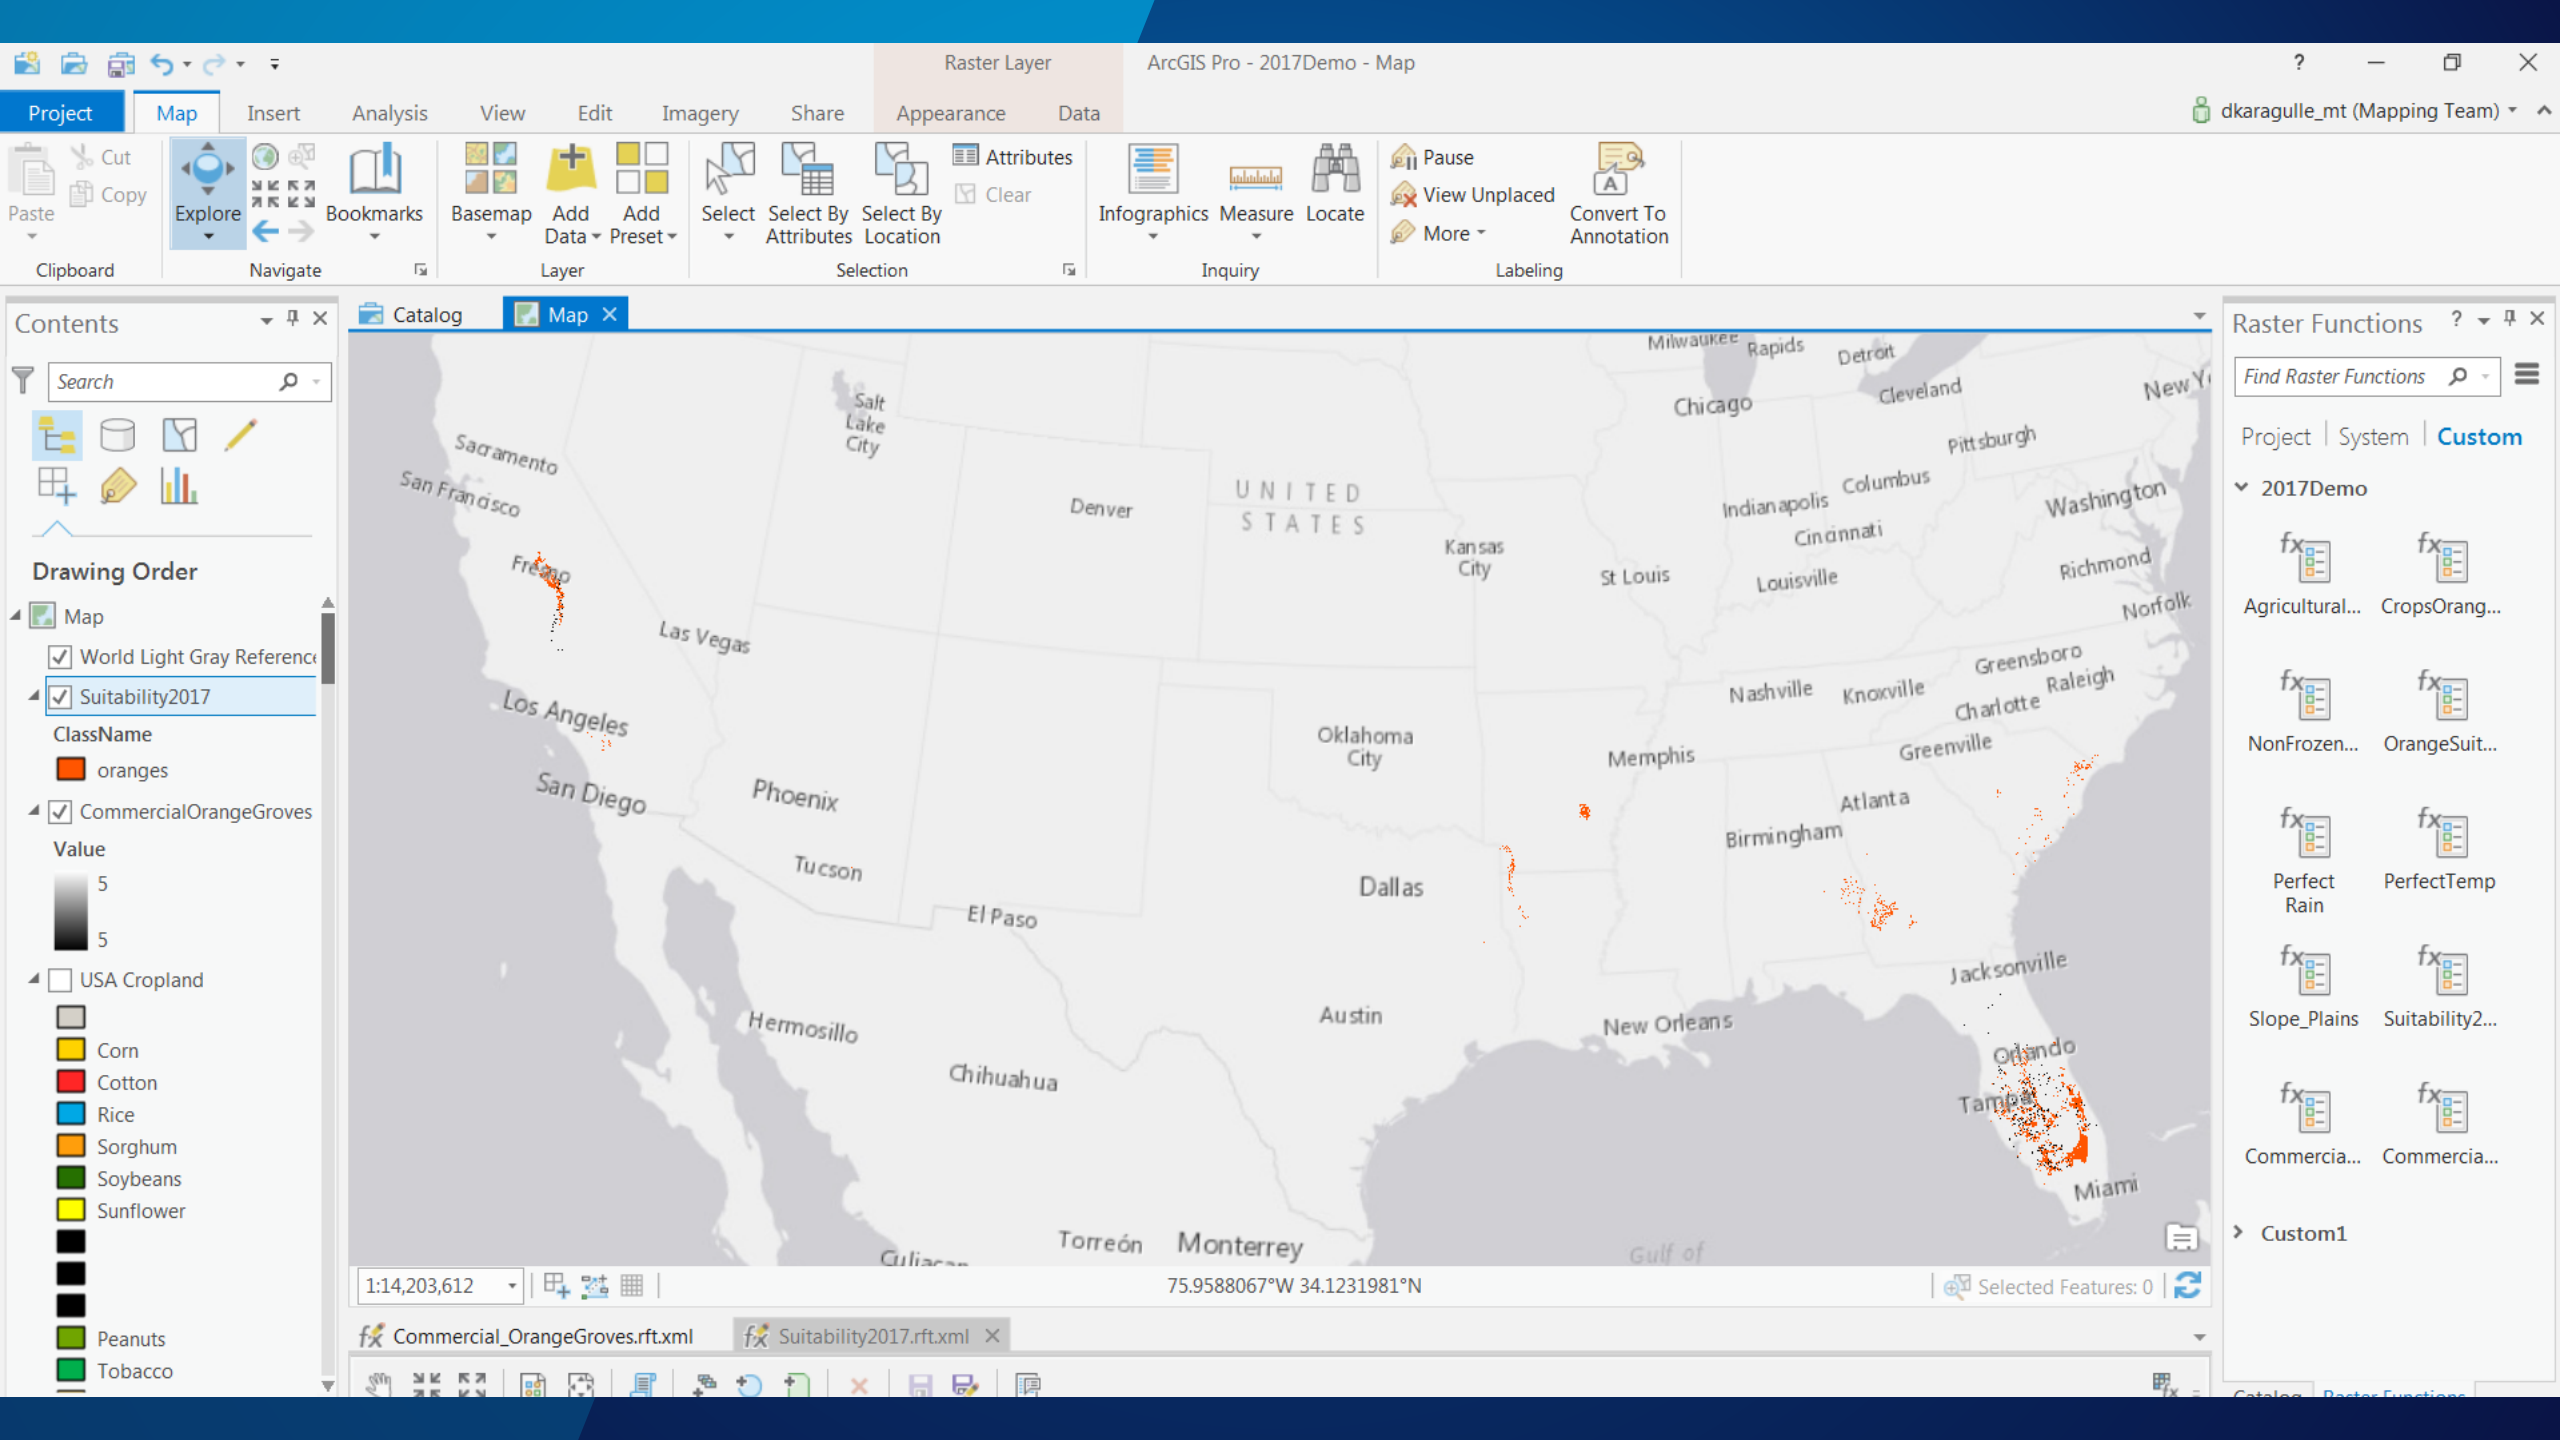 Raster Layer
ArcGIS Pro - 2017Demo - Map
?
Project
Map
Insert
Analysis
View
Edit
Imagery
Share
Appearance
Data
dkaragulle_mt (Mapping Team)
Paste
Cut
Copy
Clipboard
Explore
Bookmarks
Navigate
Basemap
Add
Data
Add
Preset
Layer
Select
Select By
Attributes
Select By
Location
Attributes
Clear
Selection
Infographics
Measure
Locate
Inquiry
Pause
View Unplaced
More
A
Convert To
Annotation
Labeling
Contents
Search
Drawing Order
Map
World Light Gray Reference
Suitability2017
ClassName
oranges
CommercialOrangeGroves
Value
5
5
USA Cropland
Corn
Cotton
Rice
Sorghum
Soybeans
Sunflower
Peanuts
Tobacco
Catalog
Map
Milwaukee
Rapids
Detroit
New Y
Salt
Lake
City
Chicago
Cleveland
Sacramento
Pittsburgh
San Francisco
UNITED
STATES
Denver
Columbus
Indianapolis
Washington
Cincinnati
Kansas
City
St Louis
Louisville
Richmond
Fresno
Norfolk
Las Vegas
Greensboro
Raleigh
Nashville
Knoxville
Charlotte
Los Angeles
Oklahoma
City
Memphis
Greenville
San Diego
Phoenix
Atlanta
Birmingham
Tucson
Dallas
El Paso
Jacksonville
Hermosillo
Austin
New Orleans
Orlando
Chihuahua
Tampa
Miami
Torreón
Monterrey
Culiacan
Gulf of
1:14,203,612
75.9588067°W 34.1231981°N
Selected Features: 0
Commercial_OrangeGroves.rft.xml
Suitability2017.rft.xml
Raster Functions
?
Find Raster Functions
Project
System
Custom
2017Demo
Agricultural...
CropsOrang...
NonFrozen...
OrangeSuit...
Perfect
Rain
PerfectTemp
Slope_Plains
Suitability2...
Commercia...
Commercia...
Custom1
Catalog
Raster Functions